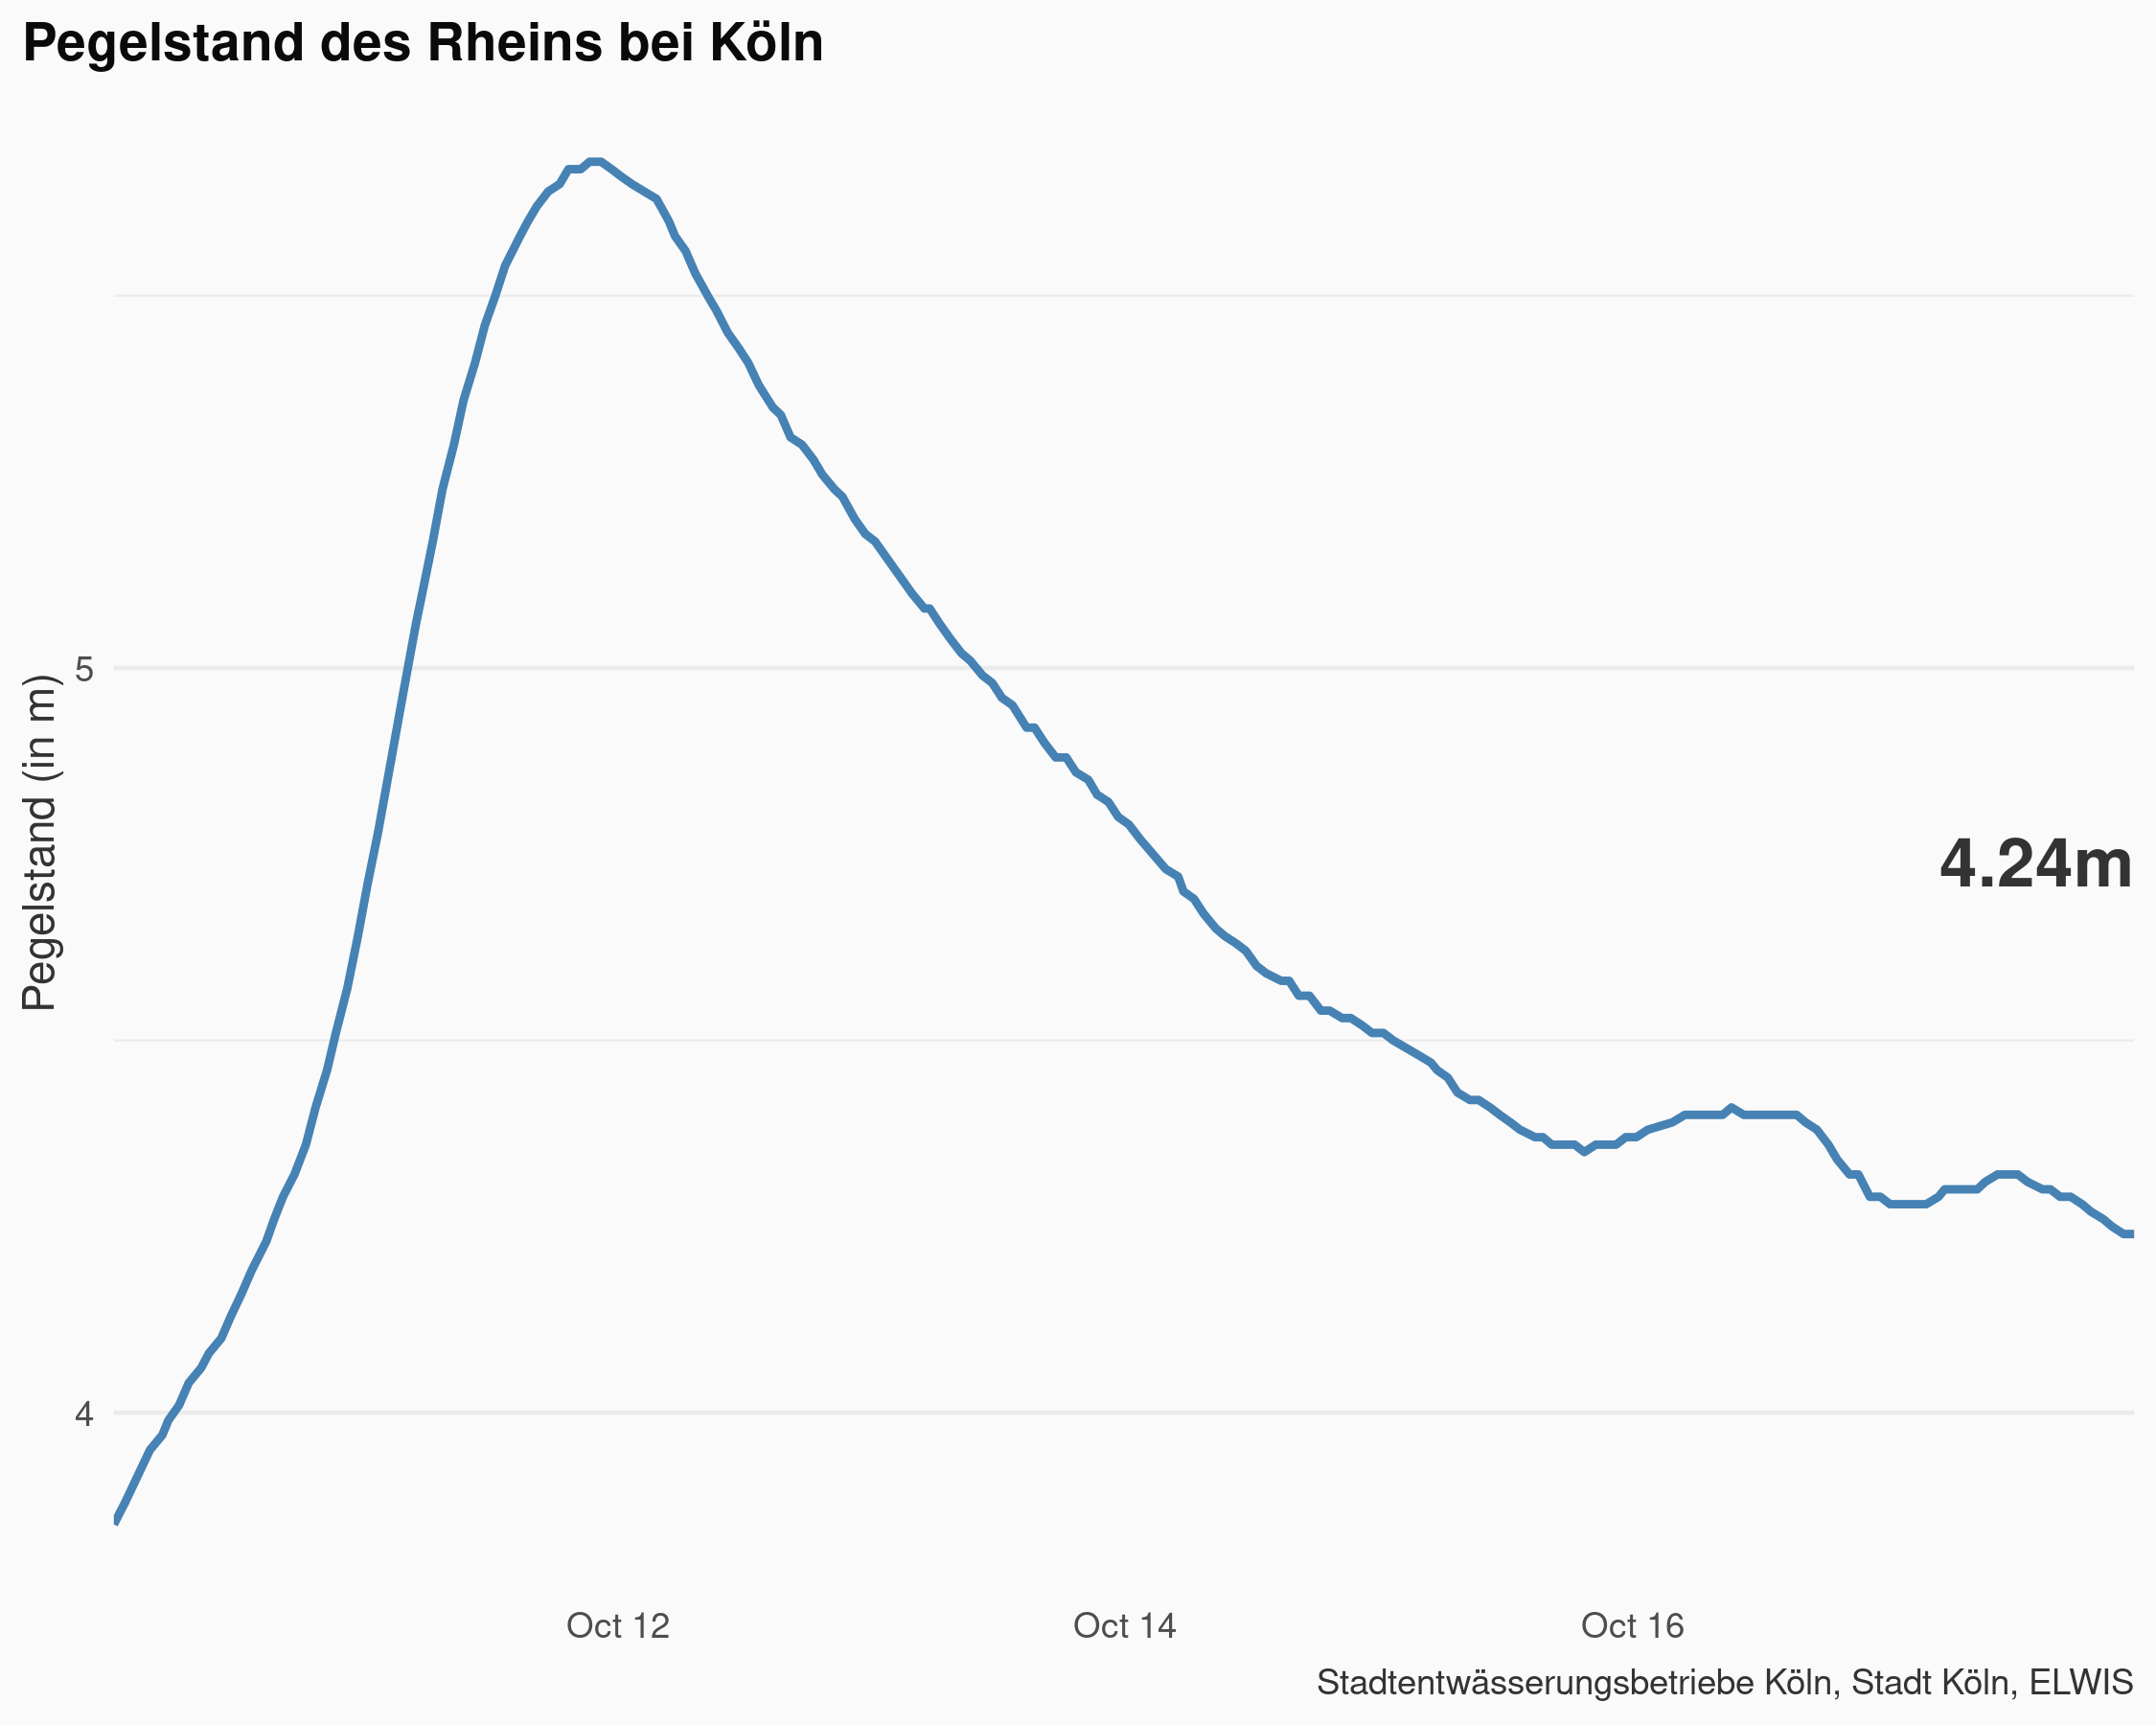 Pegelstand des Rheins bei Köln
Pegelstand (in m)
5
4
4.24m
Oct 12
Oct 14
Oct 16
Stadtentwässerungsbetriebe Köln, Stadt Köln, ELWIS